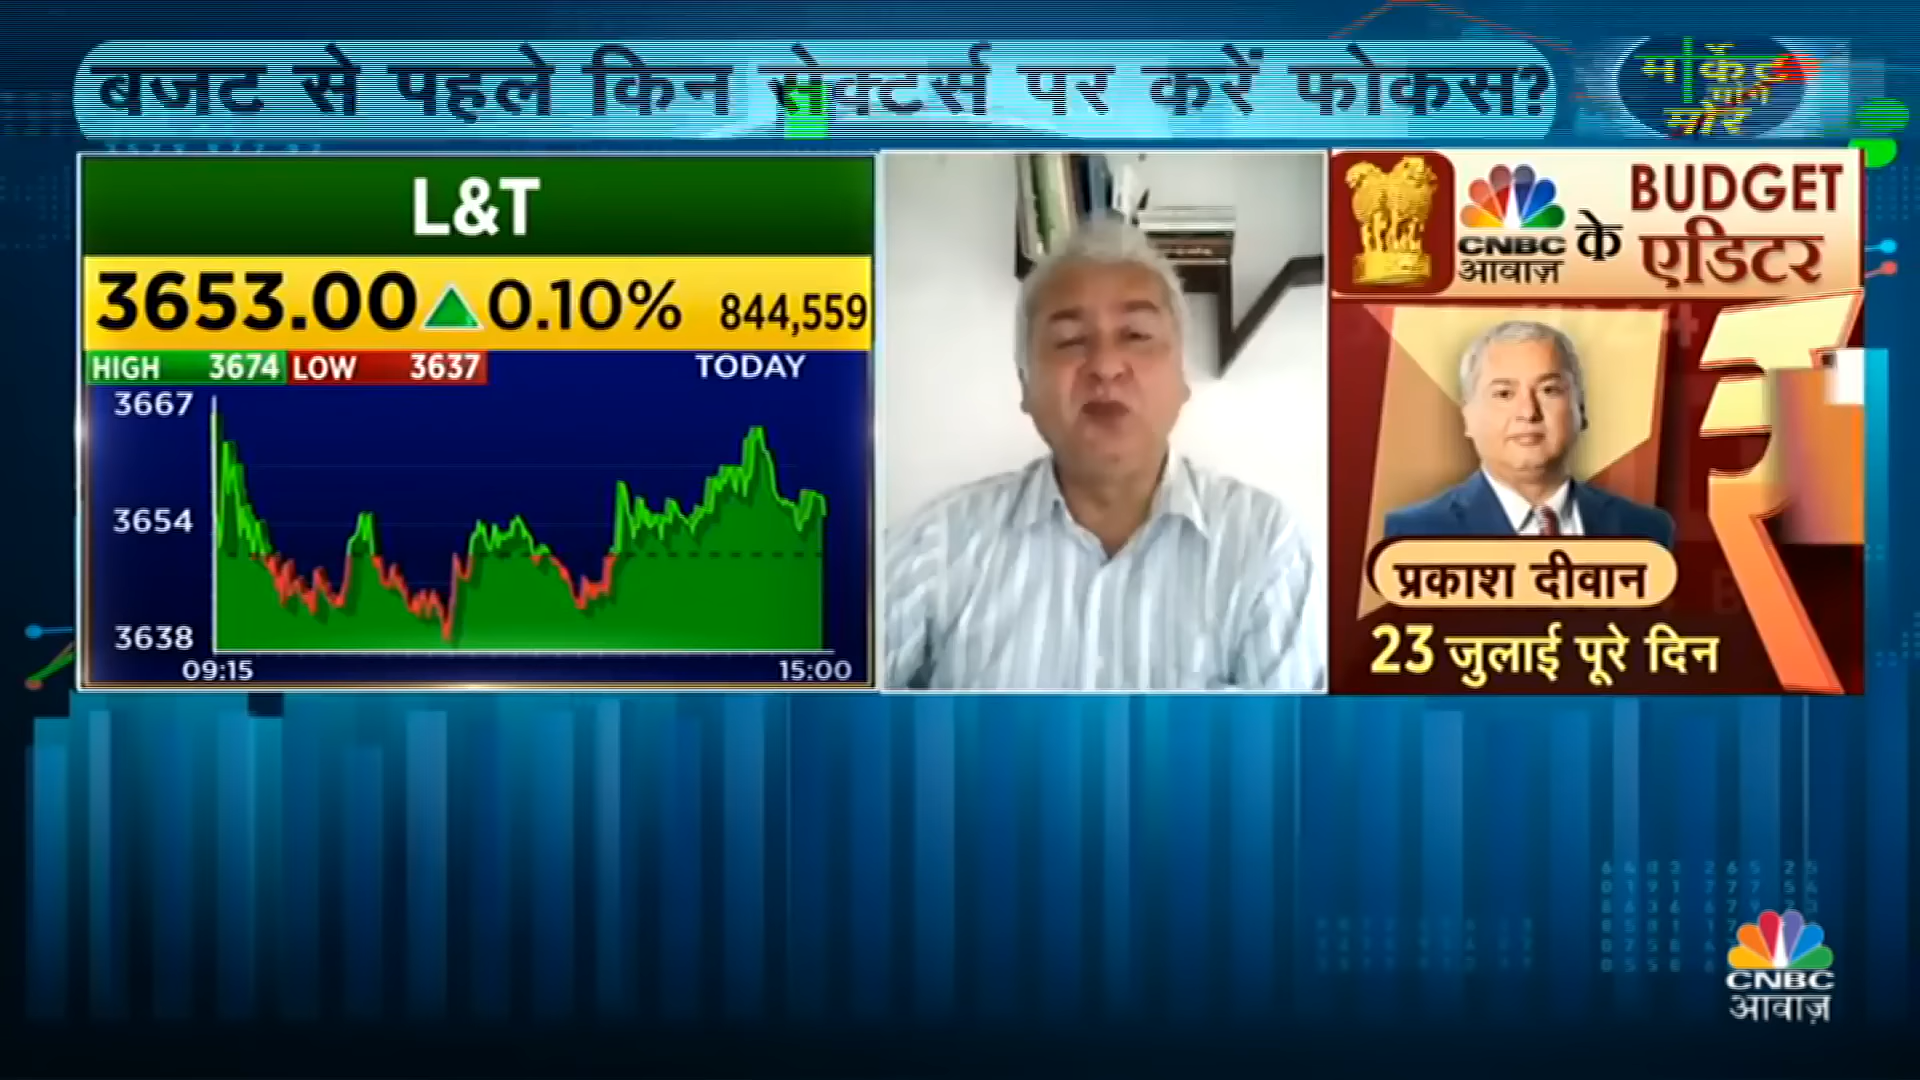 बजट से पहले किन सेक्टर्स पर करें फोकस?
मार्केट
मांगे
मोर
L&T
3653.00 0.10% 844,559
HIGH 3674 LOW 3637 TODAY
3667
3654
3638
09:15 15:00
CNBC
आवाज़
के
BUDGET
एडिटर
प्रकाश दीवान
23 जुलाई पूरे दिन
CNBC
आवाज़